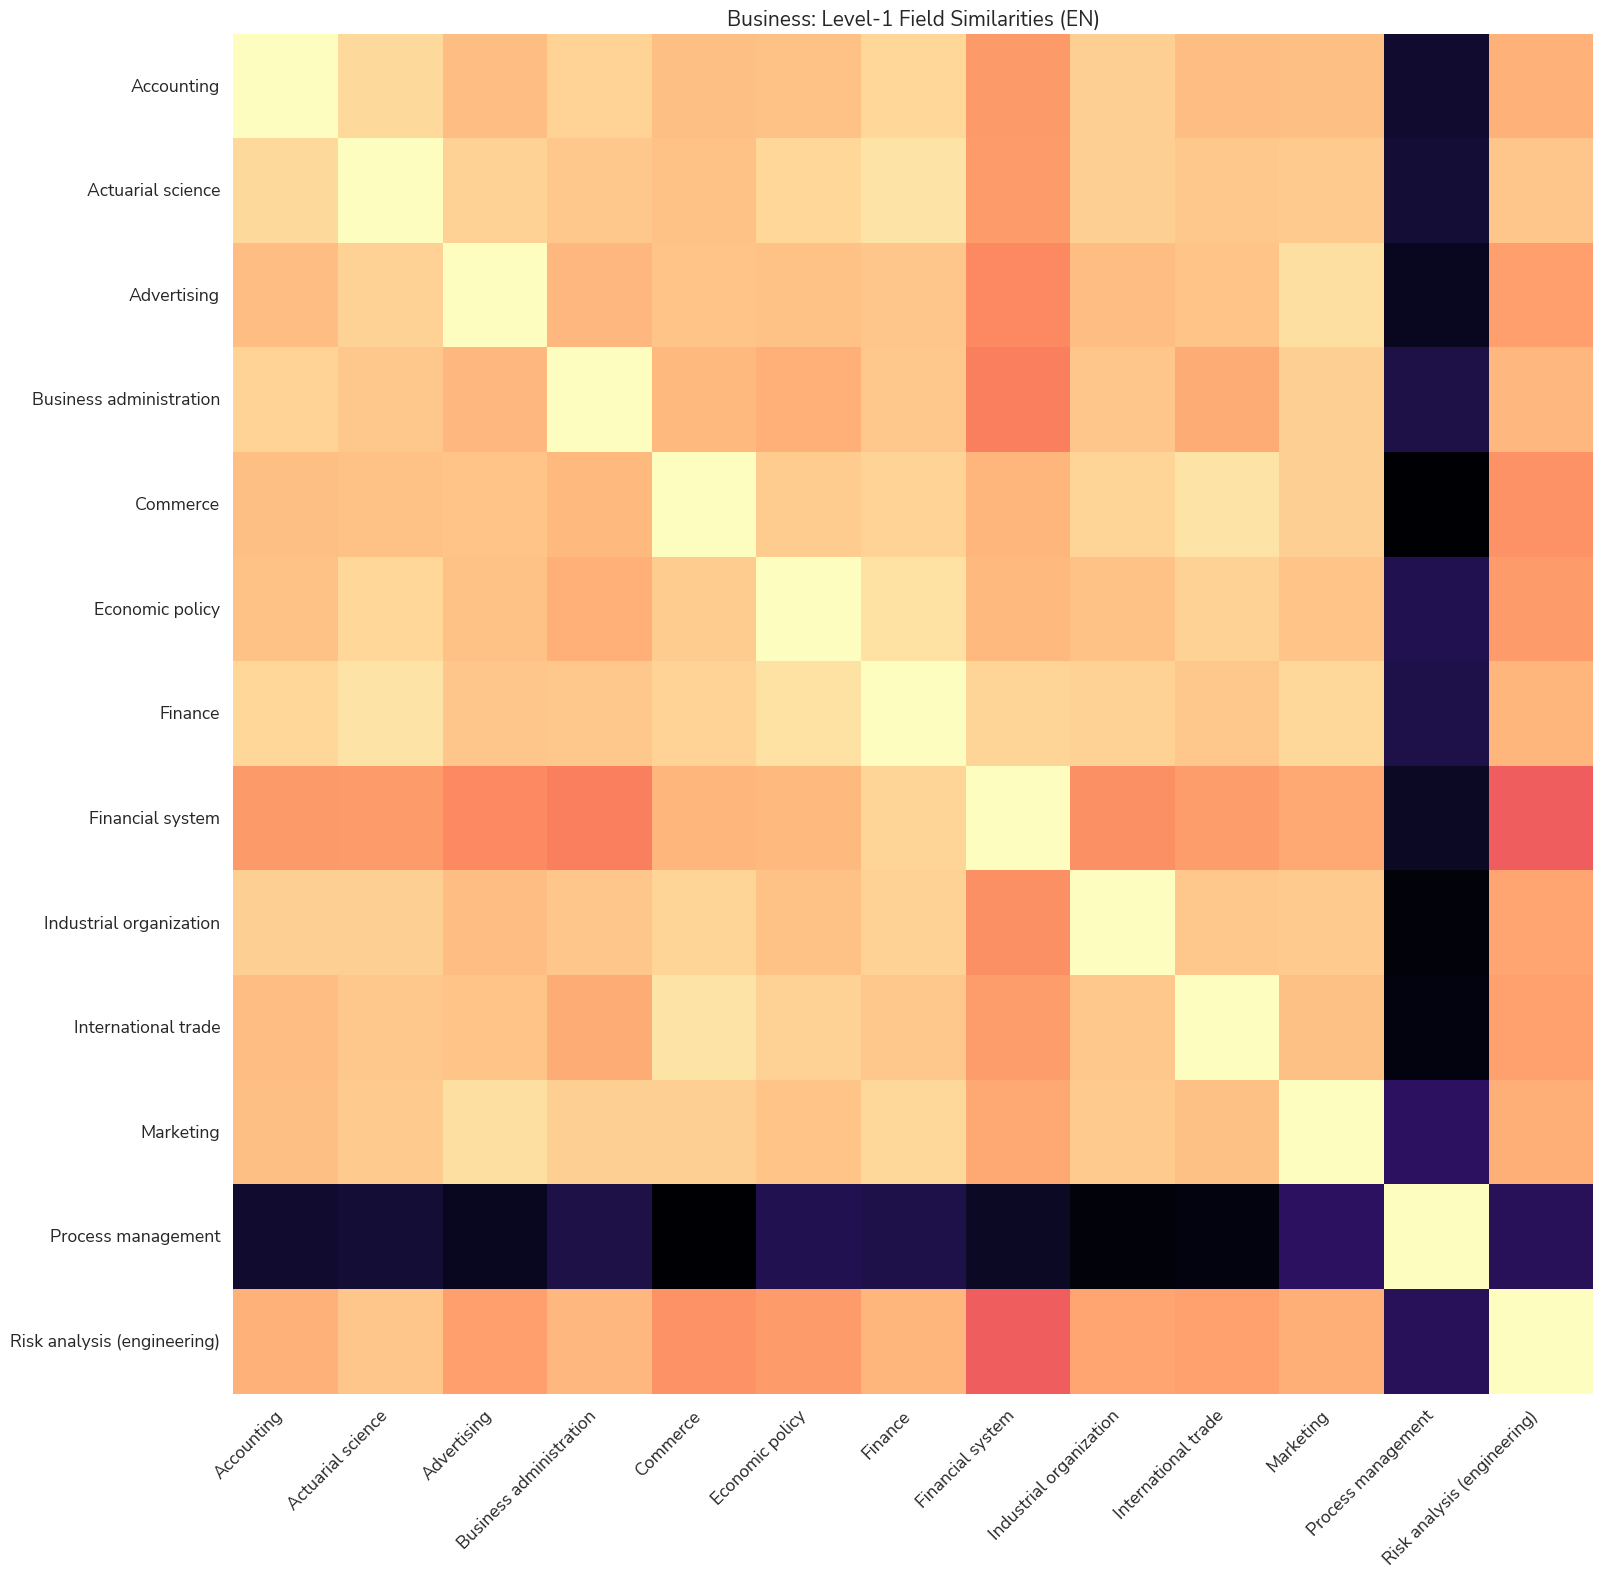 Business: Level-1 Field Similarities (EN)
Accounting
Actuarial science
Advertising
Business administration
Commerce
Economic policy
Finance
Financial system
Industrial organization
International trade
Marketing
Process management
Risk analysis (engineering)
Accounting
Actuarial science
Advertising
Business administration
Commerce
Economic policy
Finance
Financial system
Industrial organization
International trade
Marketing
Process management
Risk analysis (engineering)